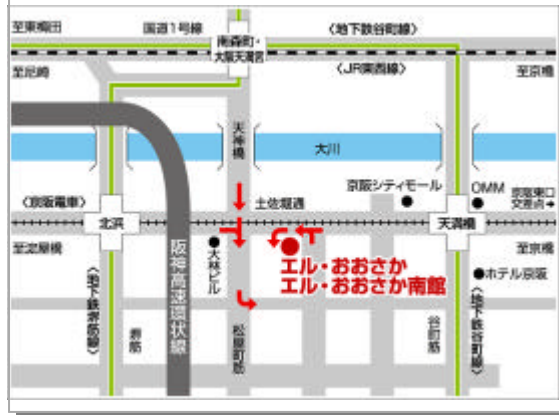 至東梅田
国道1号線
〈地下鉄谷町線〉
南森町・
大阪天満宮
至尼崎
〈JR東西線〉
至京橋
天神橋
大川
京阪シティモール
OMM
京阪東口
交差点→
〈京阪電車〉
土佐堀通
北浜
天満橋
至淀屋橋
阪神高速環状線
大林ビル
エル・おおさか
エル・おおさか南館
至京橋
ホテル京阪
〈地下鉄堺筋線〉
堺筋
松屋町筋
谷町筋
〈地下鉄谷町線〉